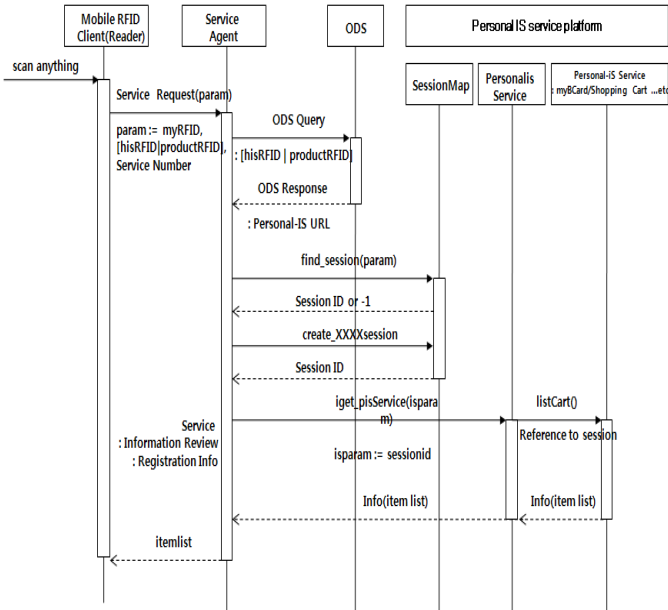 Mobile RFID
Client(Reader)
Service
Agent
ODS
Personal IS service platform
SessionMap
Personalis
Service
Personal-iS Service
: myBCard/Shopping Cart ...etc
scan anything
Service Request(param)
param := myRFID,
[hisRFID|productRFID],
Service Number
ODS Query
: [hisRFID | productRFID]
ODS Response
: Personal-IS URL
find_session(param)
Session ID or -1
create_XXXXsession
Session ID
iget_pisService(ispara
m)
listCart()
Service
: Information Review
: Registration Info
Reference to session
isparam := sessionid
Info(item list)
Info(item list)
itemlist